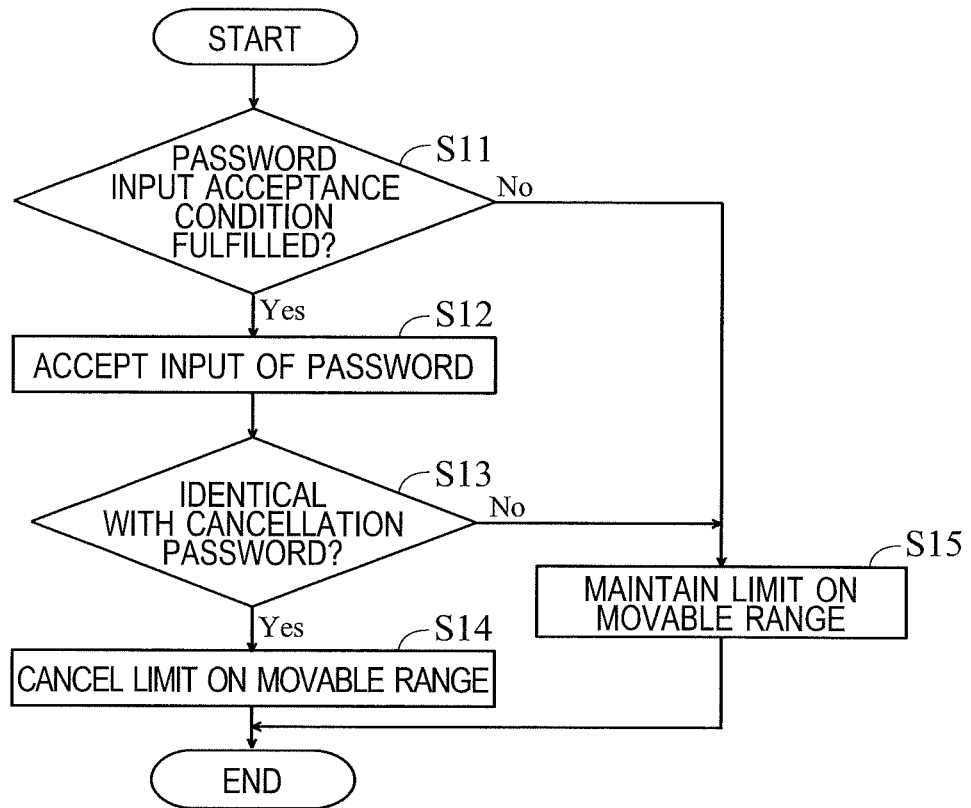 START
S11
PASSWORD
INPUT ACCEPTANCE
CONDITION
FULFILLED?
No
Yes
S12
ACCEPT INPUT OF PASSWORD
S13
IDENTICAL
WITH CANCELLATION
PASSWORD?
No
Yes
S15
MAINTAIN LIMIT ON
MOVABLE RANGE
S14
CANCEL LIMIT ON MOVABLE RANGE
END